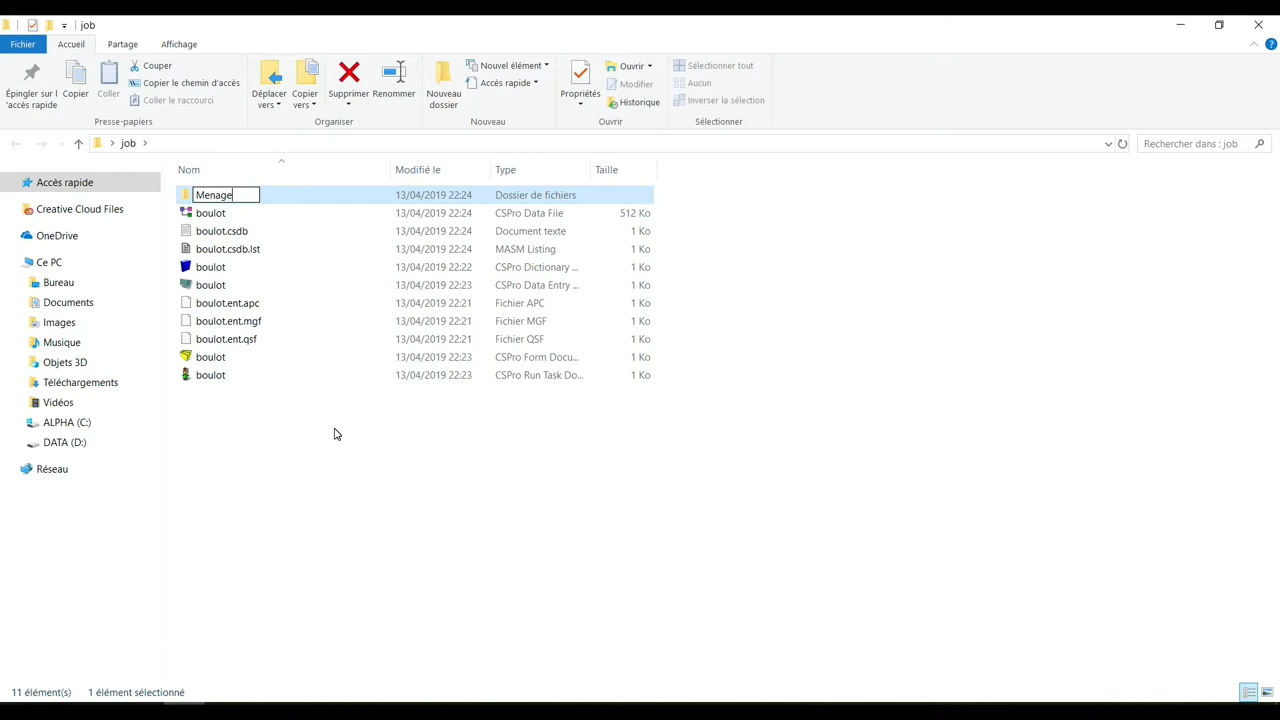 job
Fichier Accueil Partage Affichage
Épingler sur l'accès rapide
Copier
Coller
Couper
Copier le chemin d'accès
Coller le raccourci
Presse-papiers
Déplacer vers
Copier vers
Supprimer
Renommer
Organiser
Nouveau dossier
Nouvel élément
Accès rapide
Nouveau
Propriétés
Ouvrir
Modifier
Historique
Ouvrir
Sélectionner tout
Aucun
Inverser la sélection
Sélectionner
job
Rechercher dans : job
Accès rapide
Creative Cloud Files
OneDrive
Ce PC
Bureau
Documents
Images
Musique
Objets 3D
Téléchargements
Vidéos
ALPHA (C:)
DATA (D:)
Réseau
Nom Modifié le Type Taille
Menage 13/04/2019 22:24 Dossier de fichiers
boulot 13/04/2019 22:24 CSPro Data File 512 Ko
boulot.csdb 13/04/2019 22:24 Document texte 1 Ko
boulot.csdb.lst 13/04/2019 22:24 MASM Listing 1 Ko
boulot 13/04/2019 22:22 CSPro Dictionary ... 1 Ko
boulot 13/04/2019 22:23 CSPro Data Entry ... 1 Ko
boulot.ent.apc 13/04/2019 22:21 Fichier APC 1 Ko
boulot.ent.mgf 13/04/2019 22:21 Fichier MGF 1 Ko
boulot.ent.qsf 13/04/2019 22:21 Fichier QSF 1 Ko
boulot 13/04/2019 22:23 CSPro Form Docu... 1 Ko
boulot 13/04/2019 22:23 CSPro Run Task Do... 1 Ko
11 élément(s) 1 élément sélectionné